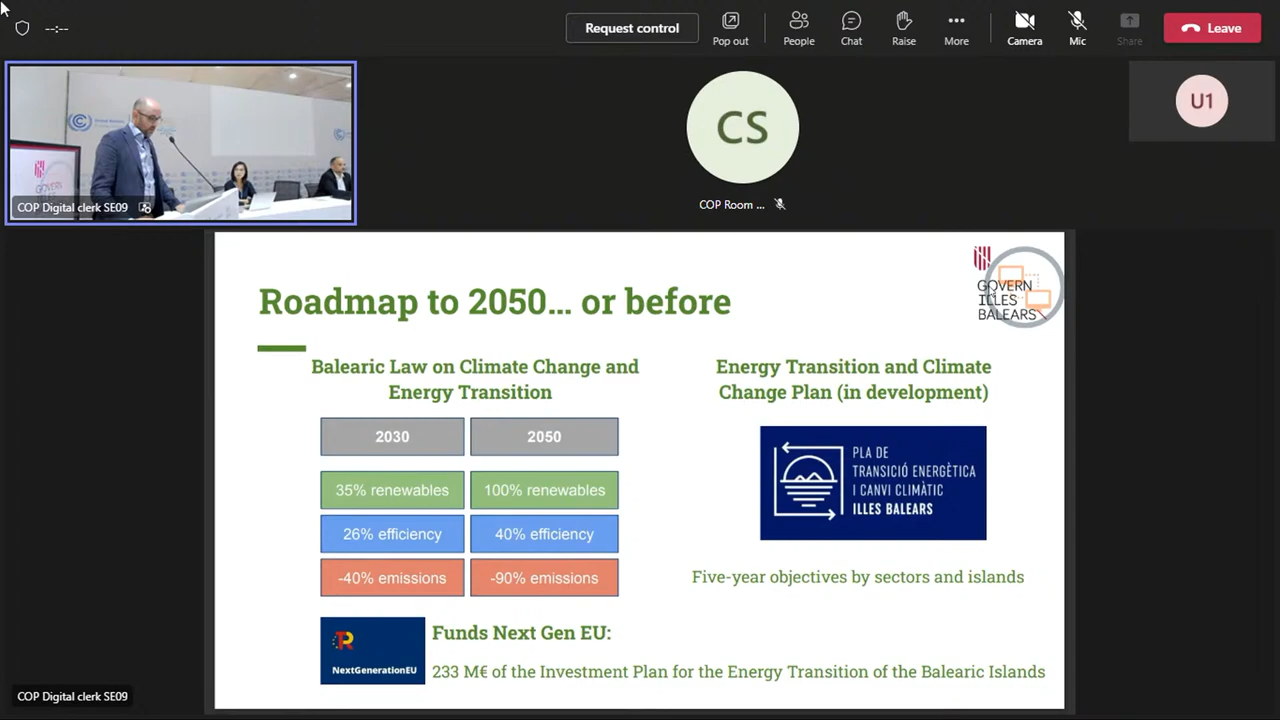 --:--
Request control
Pop out
People
Chat
Raise
More
Camera
Mic
Share
Leave
COP Digital clerk SE09
CS
COP Room ...
U1
GOVERN
ILLES
BALEARS
Roadmap to 2050... or before
Balearic Law on Climate Change and
Energy Transition
2030
2050
35% renewables
100% renewables
26% efficiency
40% efficiency
-40% emissions
-90% emissions
Energy Transition and Climate
Change Plan (in development)
PLA DE
TRANSICIÓ ENERGÈTICA
I CANVI CLIMÀTIC
ILLES BALEARS
Five-year objectives by sectors and islands
NextGenerationEU
Funds Next Gen EU:
233 M€ of the Investment Plan for the Energy Transition of the Balearic Islands
COP Digital clerk SE09